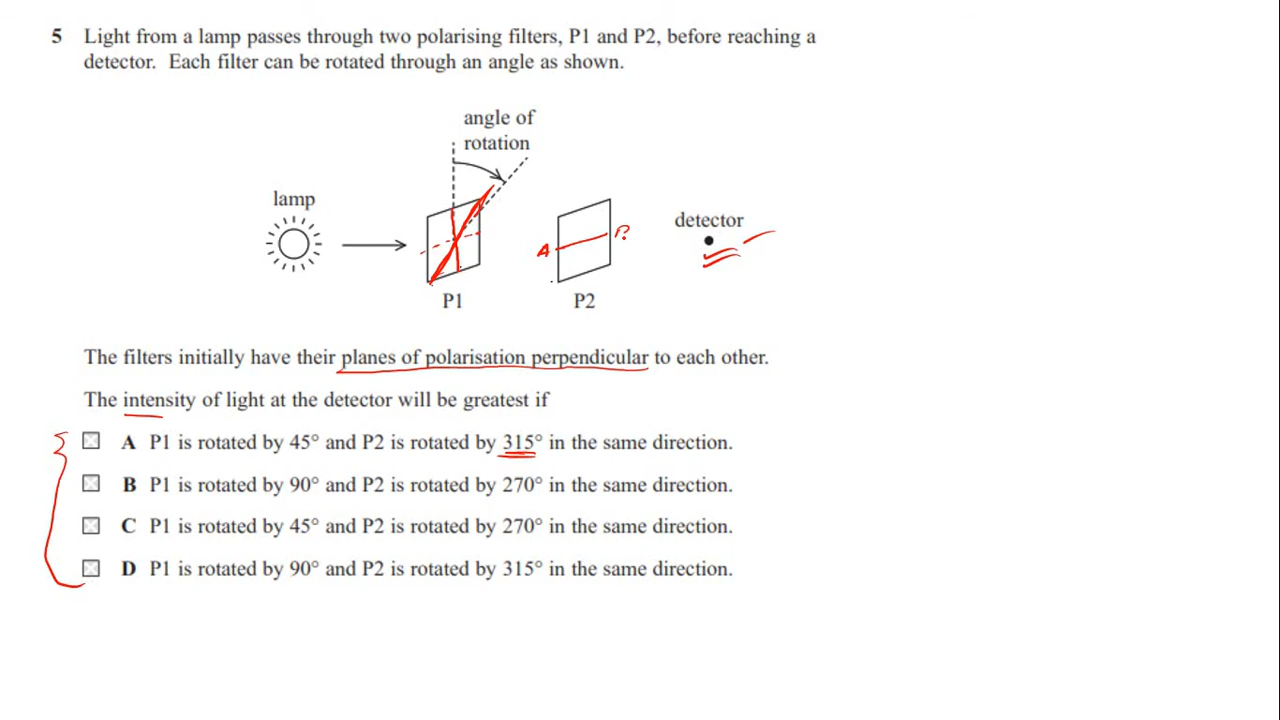 5 Light from a lamp passes through two polarising filters, P1 and P2, before reaching a
detector. Each filter can be rotated through an angle as shown.
angle of
rotation
lamp
detector
A
P1
P2
The filters initially have their planes of polarisation perpendicular to each other.
The intensity of light at the detector will be greatest if
A P1 is rotated by 45° and P2 is rotated by 315° in the same direction.
B P1 is rotated by 90° and P2 is rotated by 270° in the same direction.
C P1 is rotated by 45° and P2 is rotated by 270° in the same direction.
D P1 is rotated by 90° and P2 is rotated by 315° in the same direction.